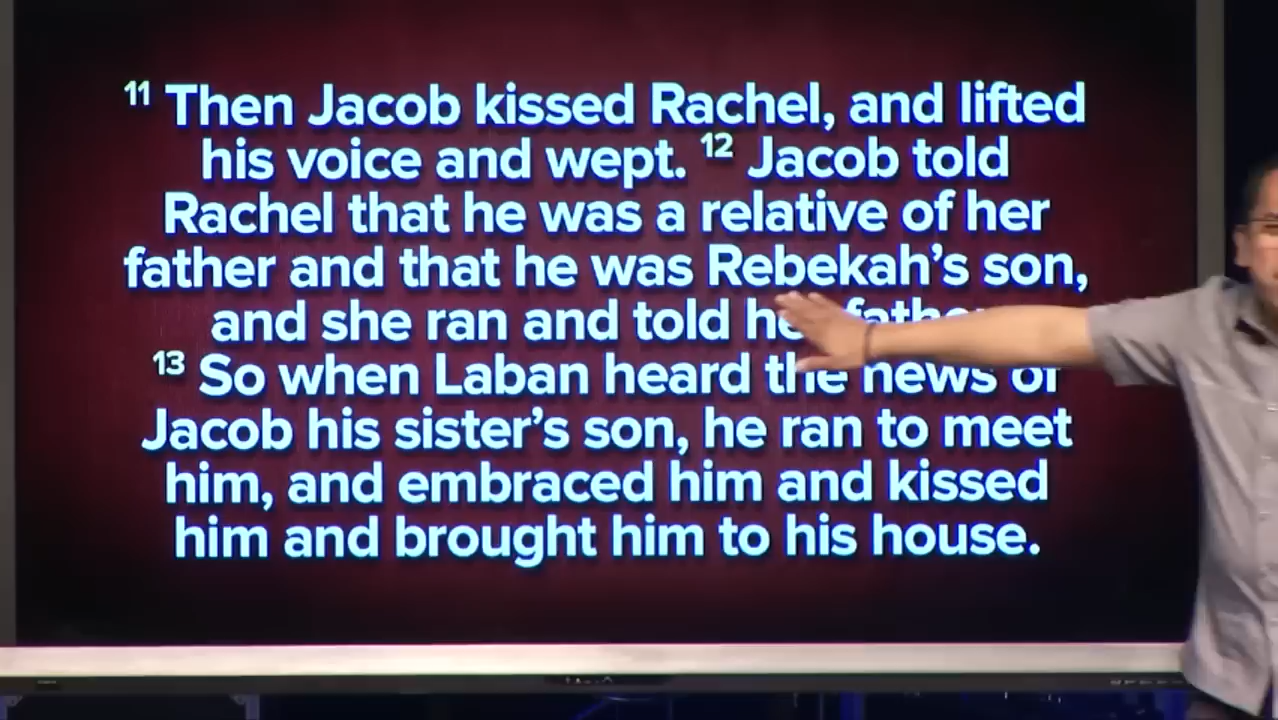 11 Then Jacob kissed Rachel, and lifted
his voice and wept. 12 Jacob told
Rachel that he was a relative of her
father and that he was Rebekah’s son,
and she ran and told her father.
13 So when Laban heard the news of
Jacob his sister’s son, he ran to meet
him, and embraced him and kissed
him and brought him to his house.